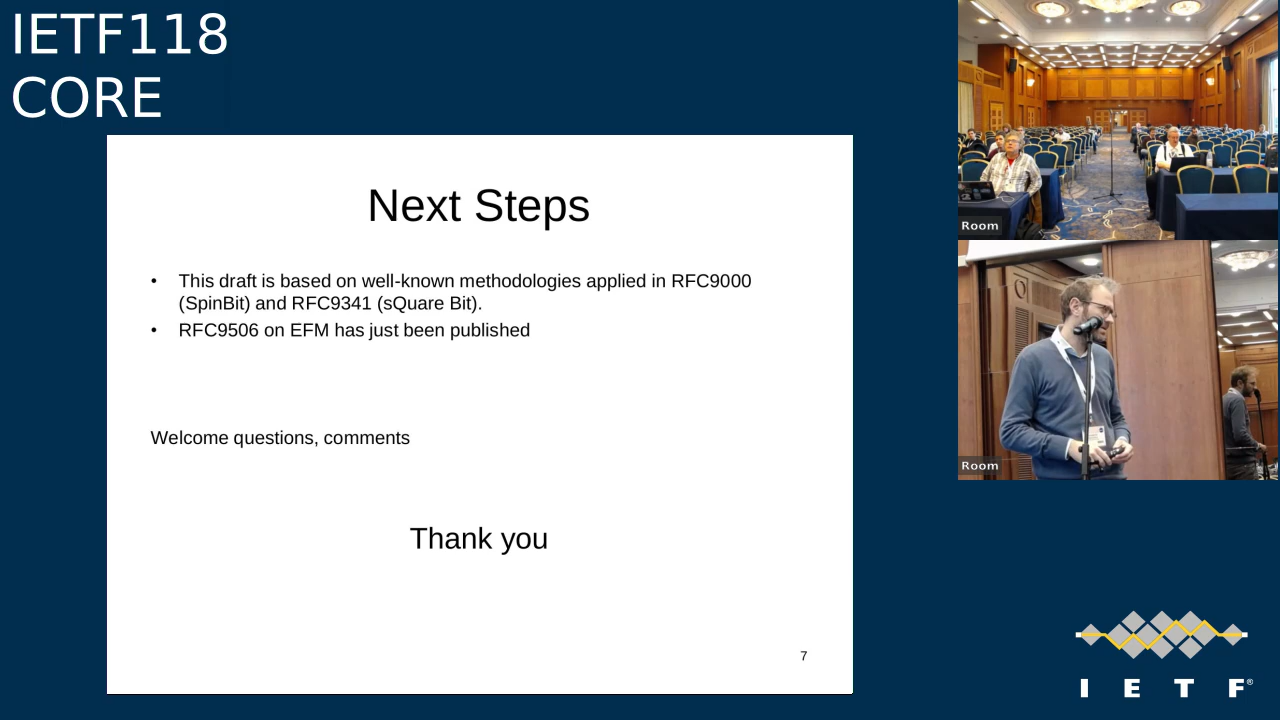 IETF118
CORE
Next Steps
• This draft is based on well-known methodologies applied in RFC9000
(SpinBit) and RFC9341 (sQuare Bit).
• RFC9506 on EFM has just been published
Welcome questions, comments
Thank you
7
Room
Room
I E T F®